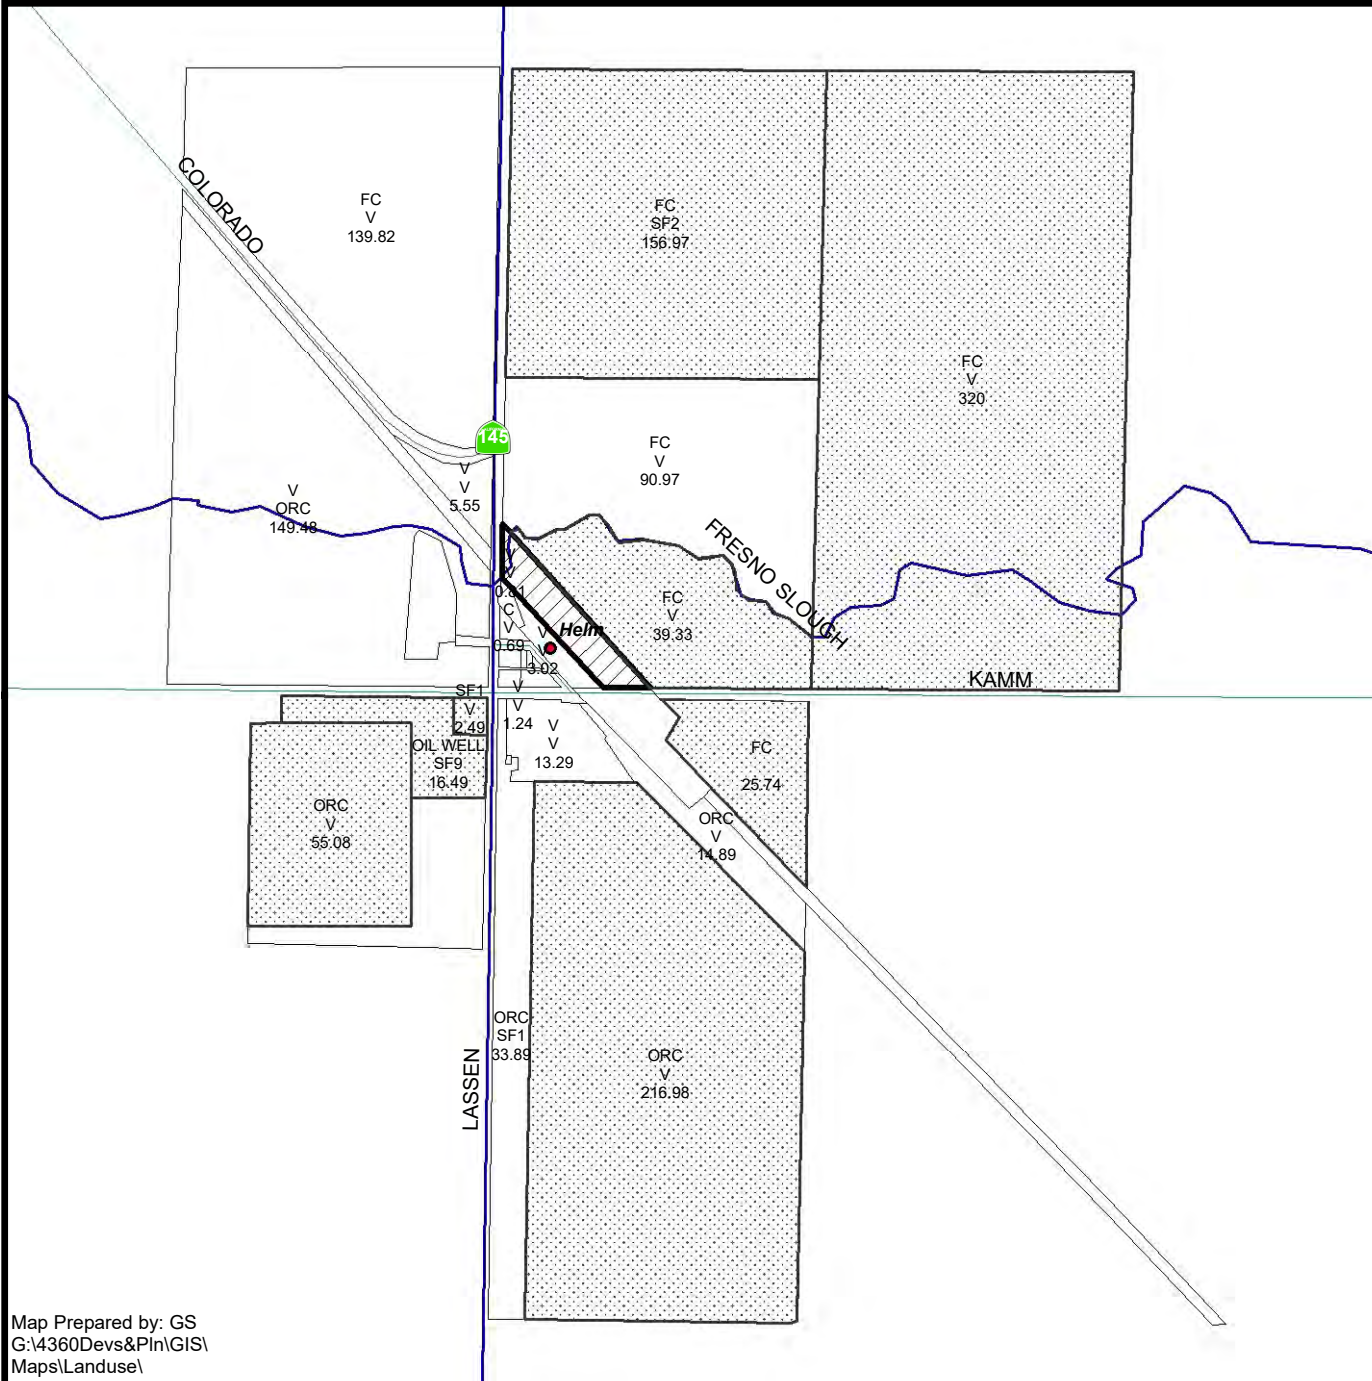 COLORADO
FC
V
139.82
FC
SF2
156.97
FC
V
320
145
FC
V
90.97
V
V
5.55
V
ORC
149.48
FRESNO SLOUGH
V
V
0.81
C
V
0.69
Helm
V
V
3.02
FC
V
39.33
KAMM
SF1
V
2.49
V
V
1.24
V
V
13.29
OIL WELL
SF9
16.49
FC
25.74
ORC
V
55.08
ORC
V
14.89
ORC
SF1
33.89
ORC
V
216.98
LASSEN
Map Prepared by: GS
G:\4360Devs&Pln\GIS\
Maps\Landuse\